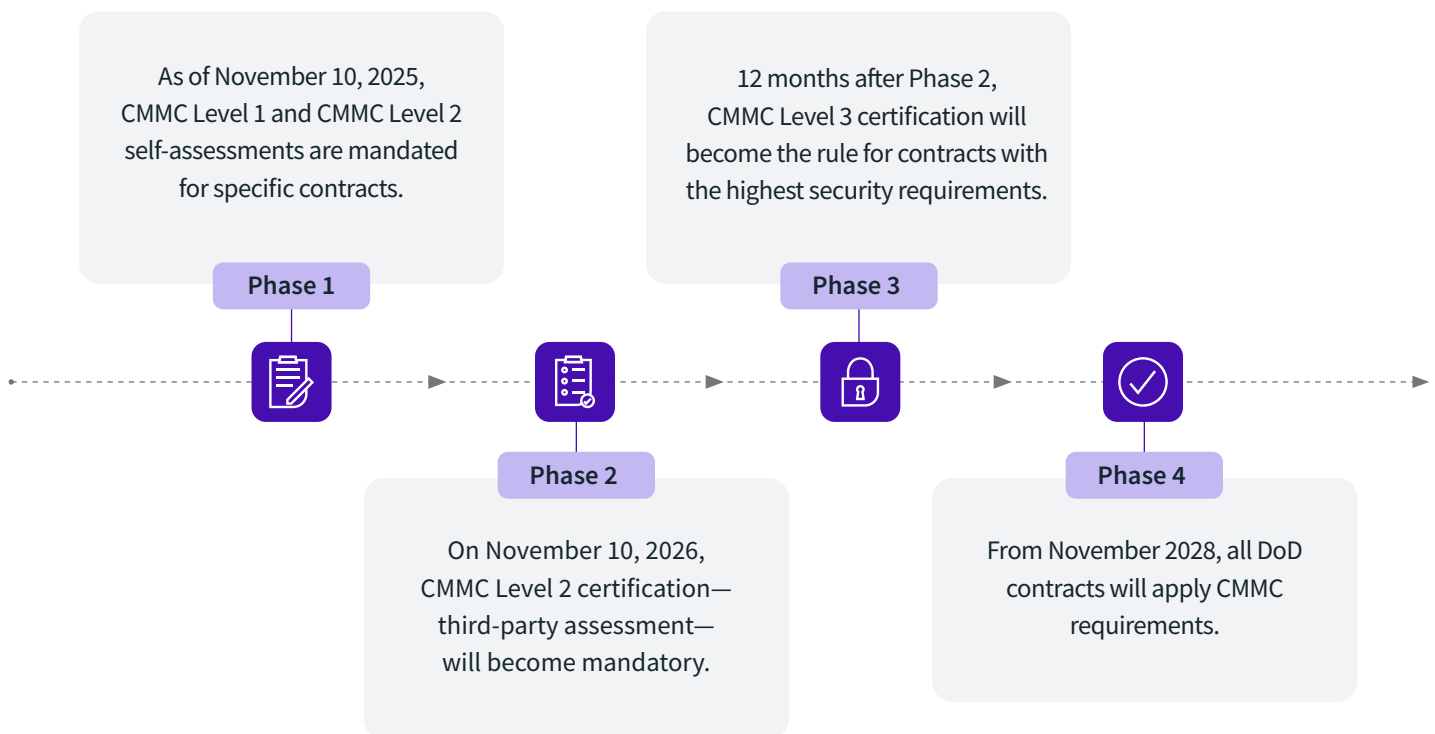 As of November 10, 2025,
CMMC Level 1 and CMMC Level 2
self-assessments are mandated
for specific contracts.
Phase 1
On November 10, 2026,
CMMC Level 2 certification—
third-party assessment—
will become mandatory.
Phase 2
12 months after Phase 2,
CMMC Level 3 certification will
become the rule for contracts with
the highest security requirements.
Phase 3
From November 2028, all DoD
contracts will apply CMMC
requirements.
Phase 4